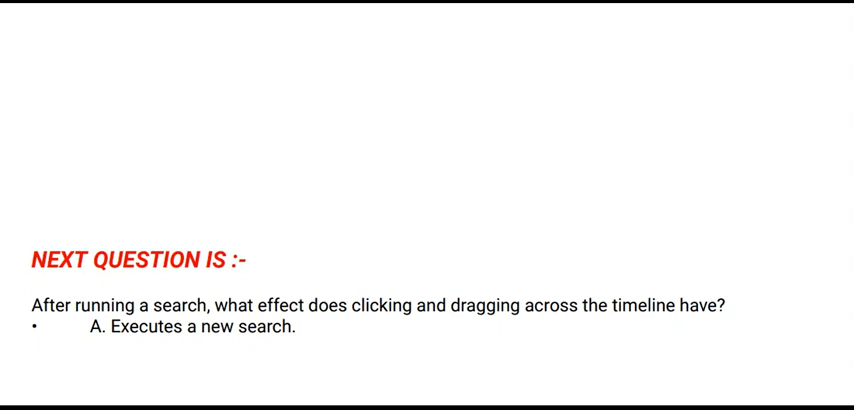 NEXT QUESTION IS :-
After running a search, what effect does clicking and dragging across the timeline have?
• A. Executes a new search.